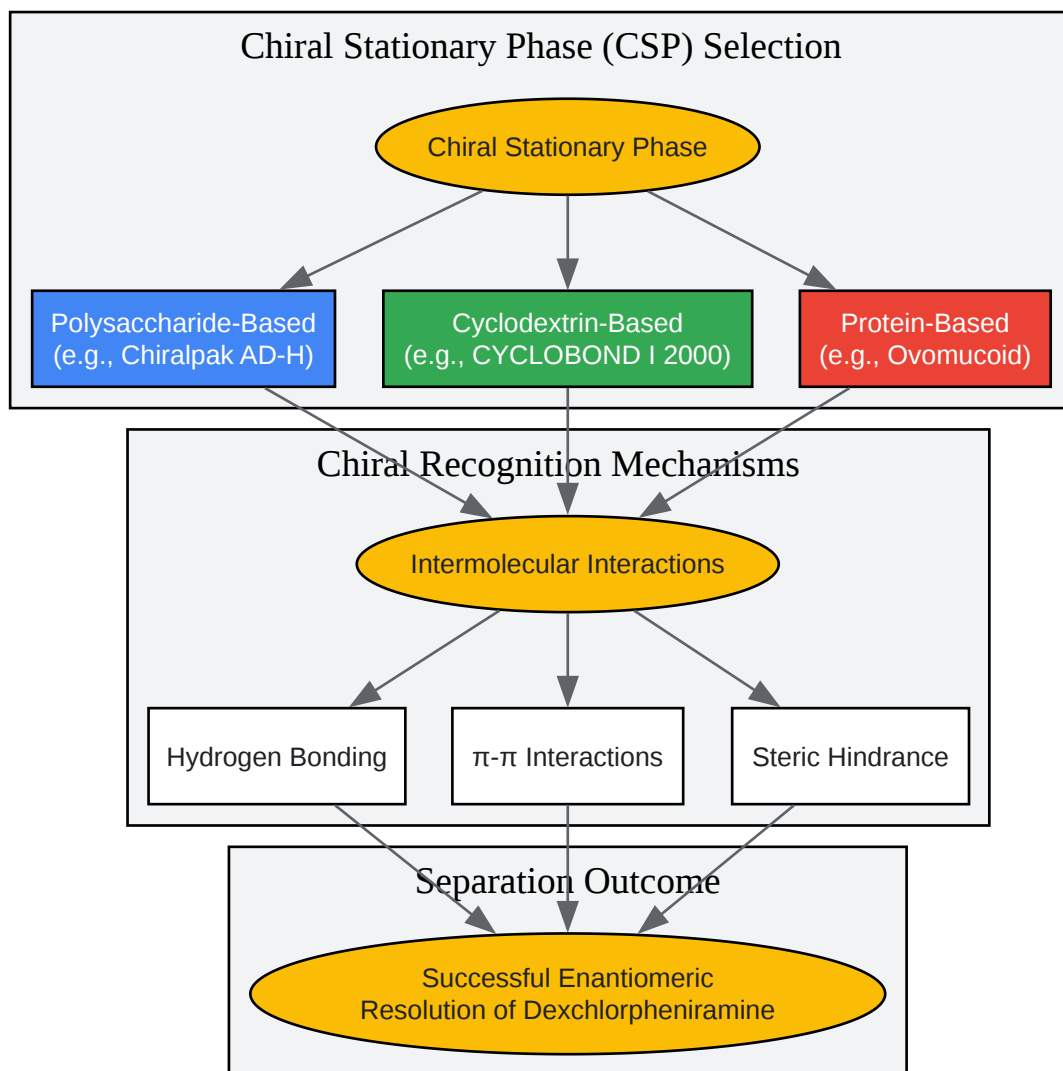 Chiral Stationary Phase (CSP) Selection
Chiral Stationary Phase
Polysaccharide-Based
(e.g., Chiralpak AD-H)
Cyclodextrin-Based
(e.g., CYCLOBOND I 2000)
Protein-Based
(e.g., Ovomucoid)
Chiral Recognition Mechanisms
Intermolecular Interactions
Hydrogen Bonding
π-π Interactions
Steric Hindrance
Separation Outcome
Successful Enantiomeric
Resolution of Dexchlorpheniramine